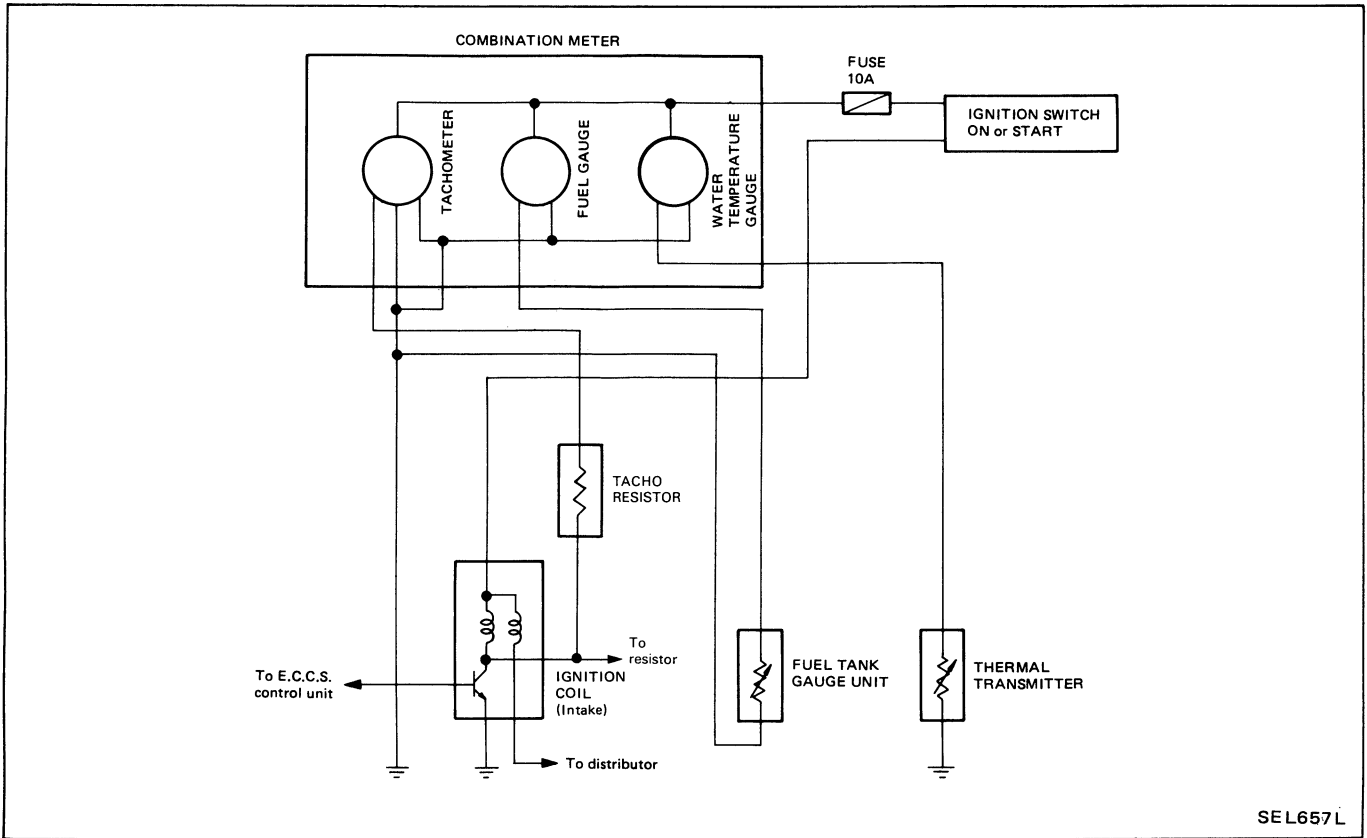 COMBINATION METER
FUSE
10A
IGNITION SWITCH
ON or START
TACHOMETER
FUEL GAUGE
WATER
TEMPERATURE
GAUGE
TACHO
RESISTOR
To
resistor
To E.C.C.S.
control unit
IGNITION
COIL
(Intake)
FUEL TANK
GAUGE UNIT
THERMAL
TRANSMITTER
To distributor
SEL657L